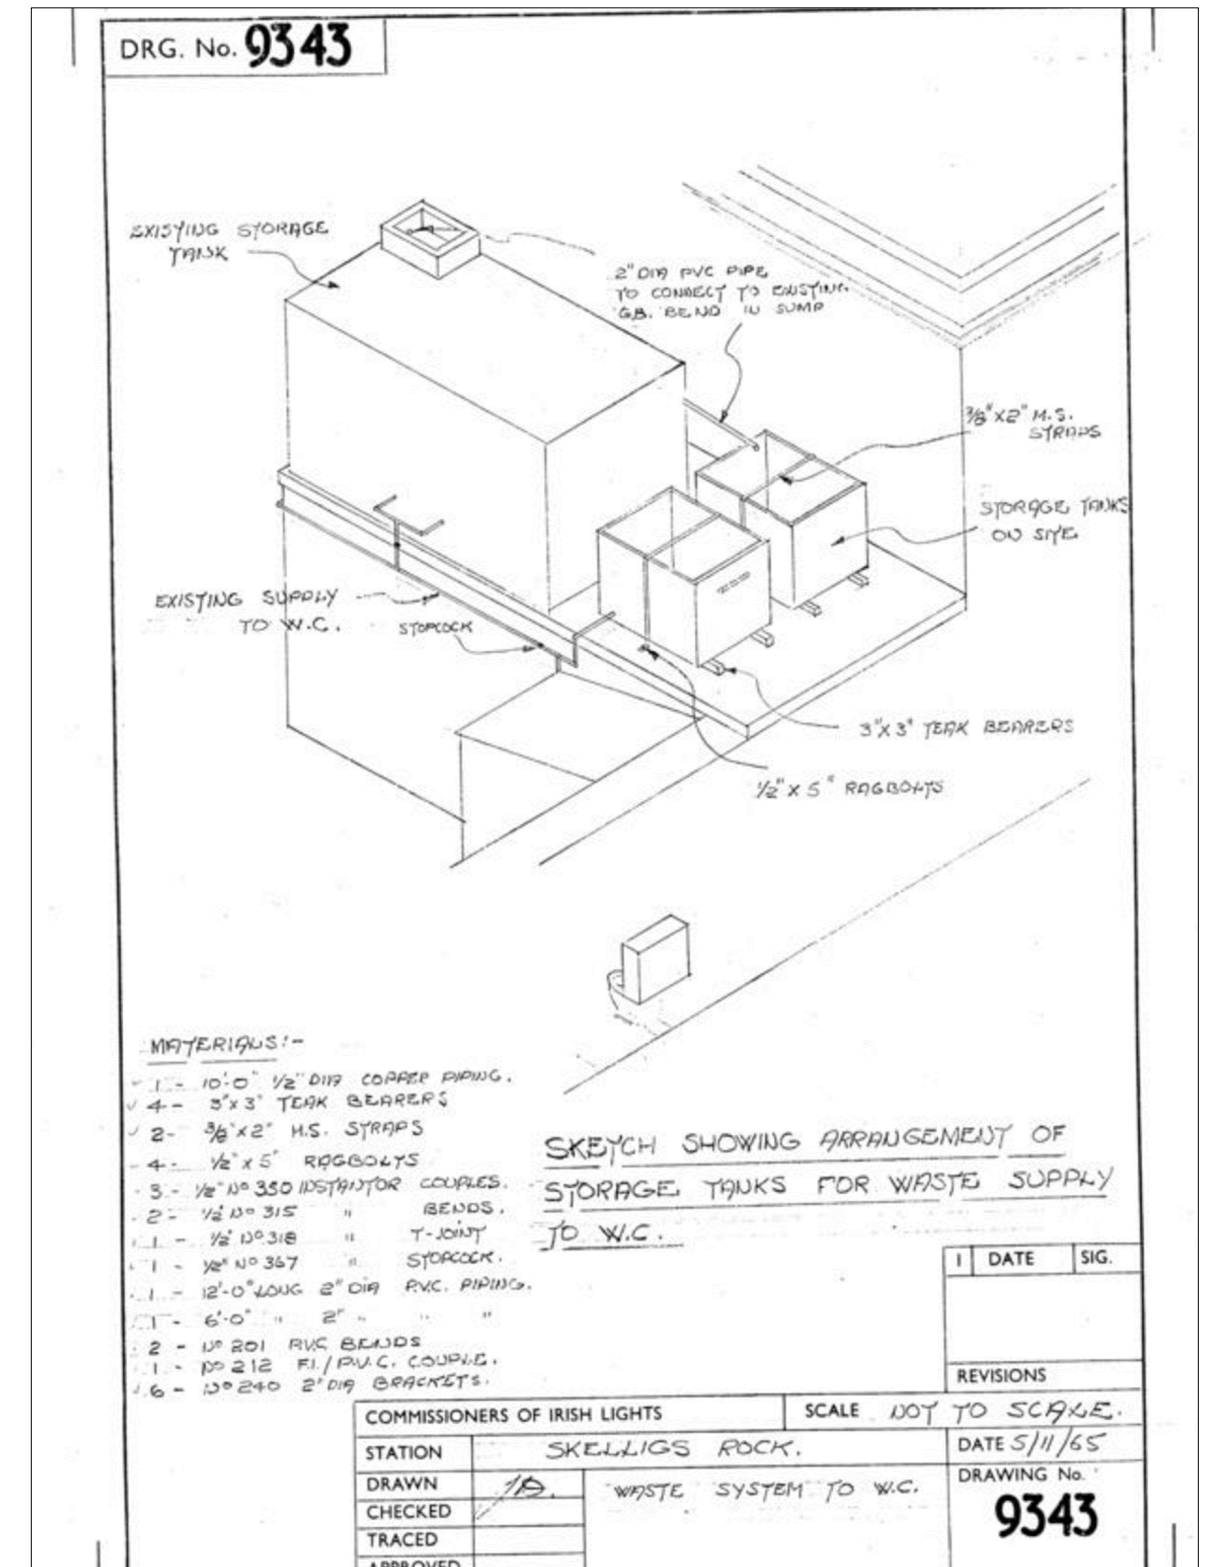 DRG. No. 9343
EXISTING STORAGE
TANK
2" DIA PVC PIPE
TO CONNECT TO EXISTING
G.B. BEND IN SUMP
3/8"X2" M.S.
STRAPS
STORAGE TANKS
ON SITE
EXISTING SUPPLY
TO W.C.
STOPCOCK
3"X3" TEAK BEARERS
1/2" X 5" RAGBOLTS
MATERIALS:-
1 - 10'-0" 1/2" DIA COPPER PIPING.
4 - 3"x3" TEAK BEARERS
2 - 3/8"x2" M.S. STRAPS
4 - 1/2" x 5" RAGBOLTS
3 - 1/2" No 350 INSTANTOR COUPLES.
2 - 1/2" No 315 " BENDS.
1 - 1/2" No 318 " T-JOINT
1 - 1/2" No 367 " STOPCOCK.
1 - 12'-0" LONG 2" DIA P.V.C. PIPING.
1 - 6'-0" " 2" " " "
2 - No 201 P.V.C. BENDS
1 - No 212 F.I./P.V.C. COUPLE.
6 - No 240 2" DIA BRACKETS.
SKETCH SHOWING ARRANGEMENT OF
STORAGE TANKS FOR WASTE SUPPLY
TO W.C.
1 DATE SIG.
REVISIONS
COMMISSIONERS OF IRISH LIGHTS
SCALE NOT TO SCALE.
STATION SKELLIGS ROCK.
DATE 5/11/65
DRAWN
WASTE SYSTEM TO W.C.
DRAWING No.
9343
CHECKED
TRACED
APPROVED